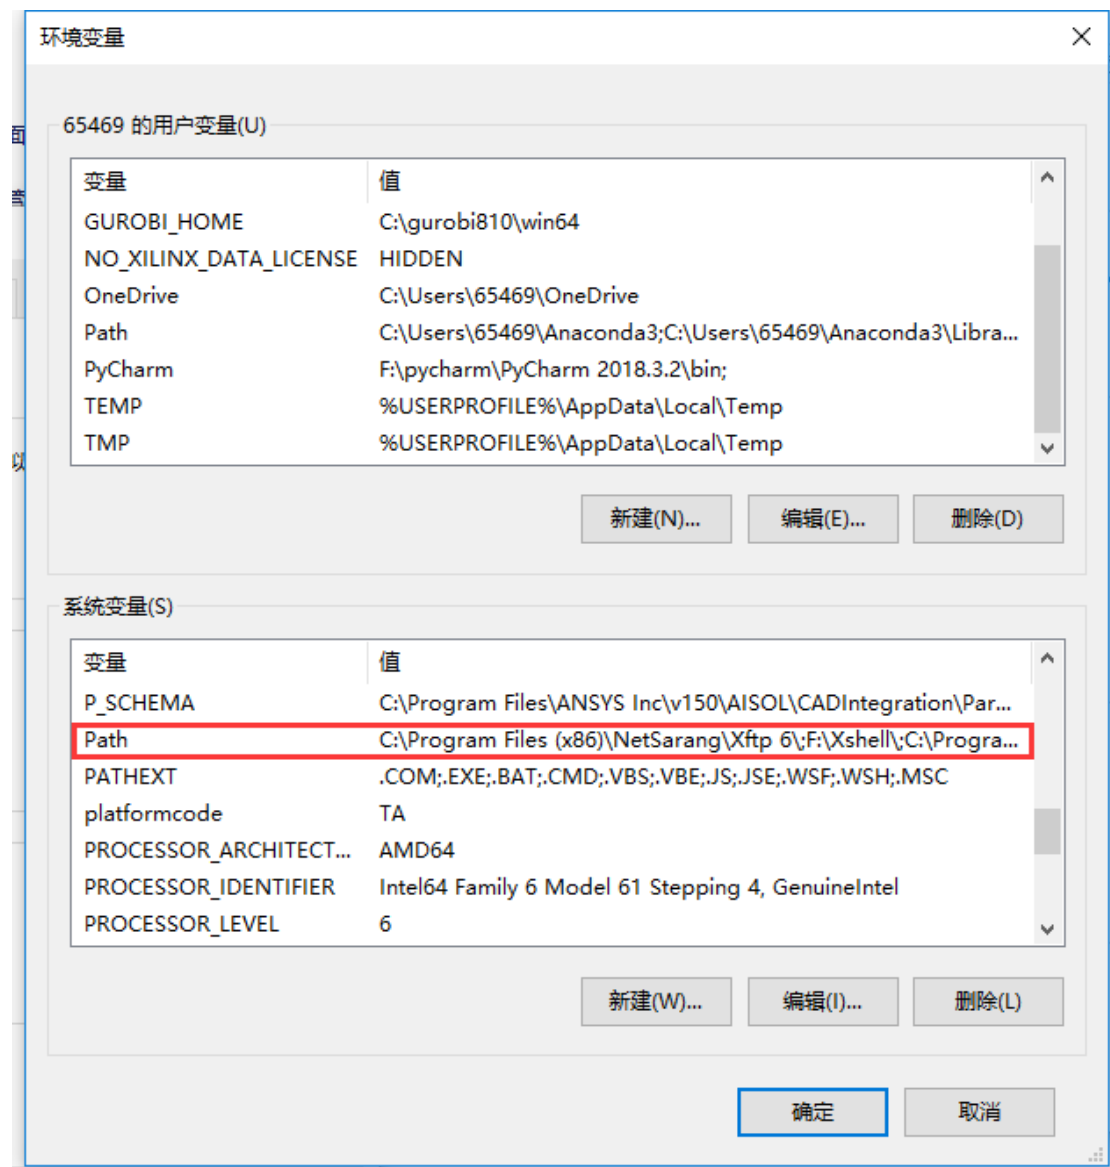 环境变量
65469 的用户变量(U)
面
变量 值
管
GUROBI_HOME C:\gurobi810\win64
NO_XILINX_DATA_LICENSE HIDDEN
OneDrive C:\Users\65469\OneDrive
Path C:\Users\65469\Anaconda3;C:\Users\65469\Anaconda3\Libra...
PyCharm F:\pycharm\PyCharm 2018.3.2\bin;
TEMP %USERPROFILE%\AppData\Local\Temp
TMP %USERPROFILE%\AppData\Local\Temp
以
新建(N)... 编辑(E)... 删除(D)
系统变量(S)
变量 值
P_SCHEMA C:\Program Files\ANSYS Inc\v150\AISOL\CADIntegration\Par...
Path C:\Program Files (x86)\NetSarang\Xftp 6\;F:\Xshell\;C:\Progra...
PATHEXT .COM;.EXE;.BAT;.CMD;.VBS;.VBE;.JS;.JSE;.WSF;.WSH;.MSC
platformcode TA
PROCESSOR_ARCHITECT... AMD64
PROCESSOR_IDENTIFIER Intel64 Family 6 Model 61 Stepping 4, GenuineIntel
PROCESSOR_LEVEL 6
新建(W)... 编辑(I)... 删除(L)
确定 取消